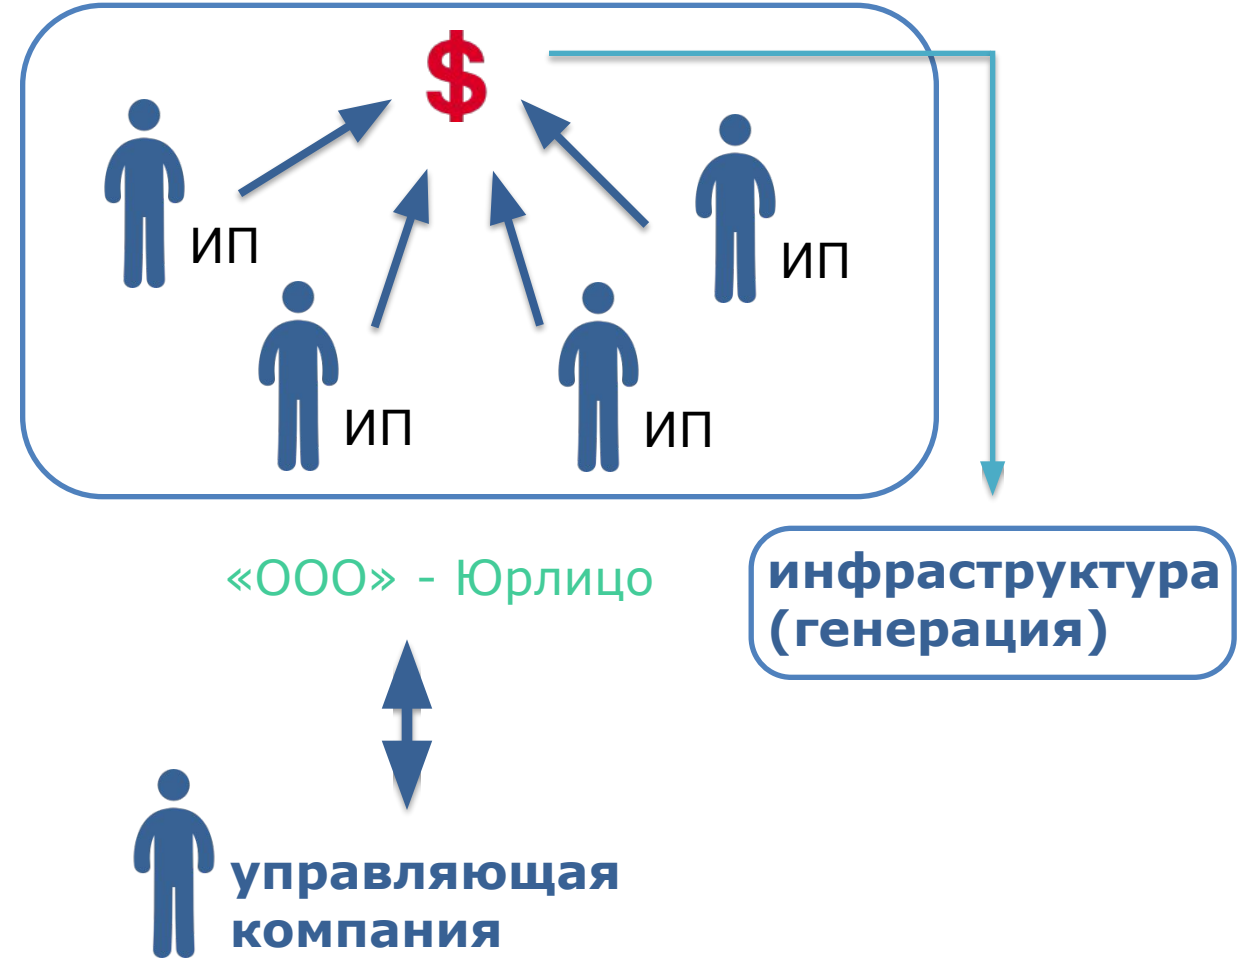 $
ИП
ИП
ИП
ИП
«ООО» - Юрлицо
инфраструктура
(генерация)
управляющая
компания